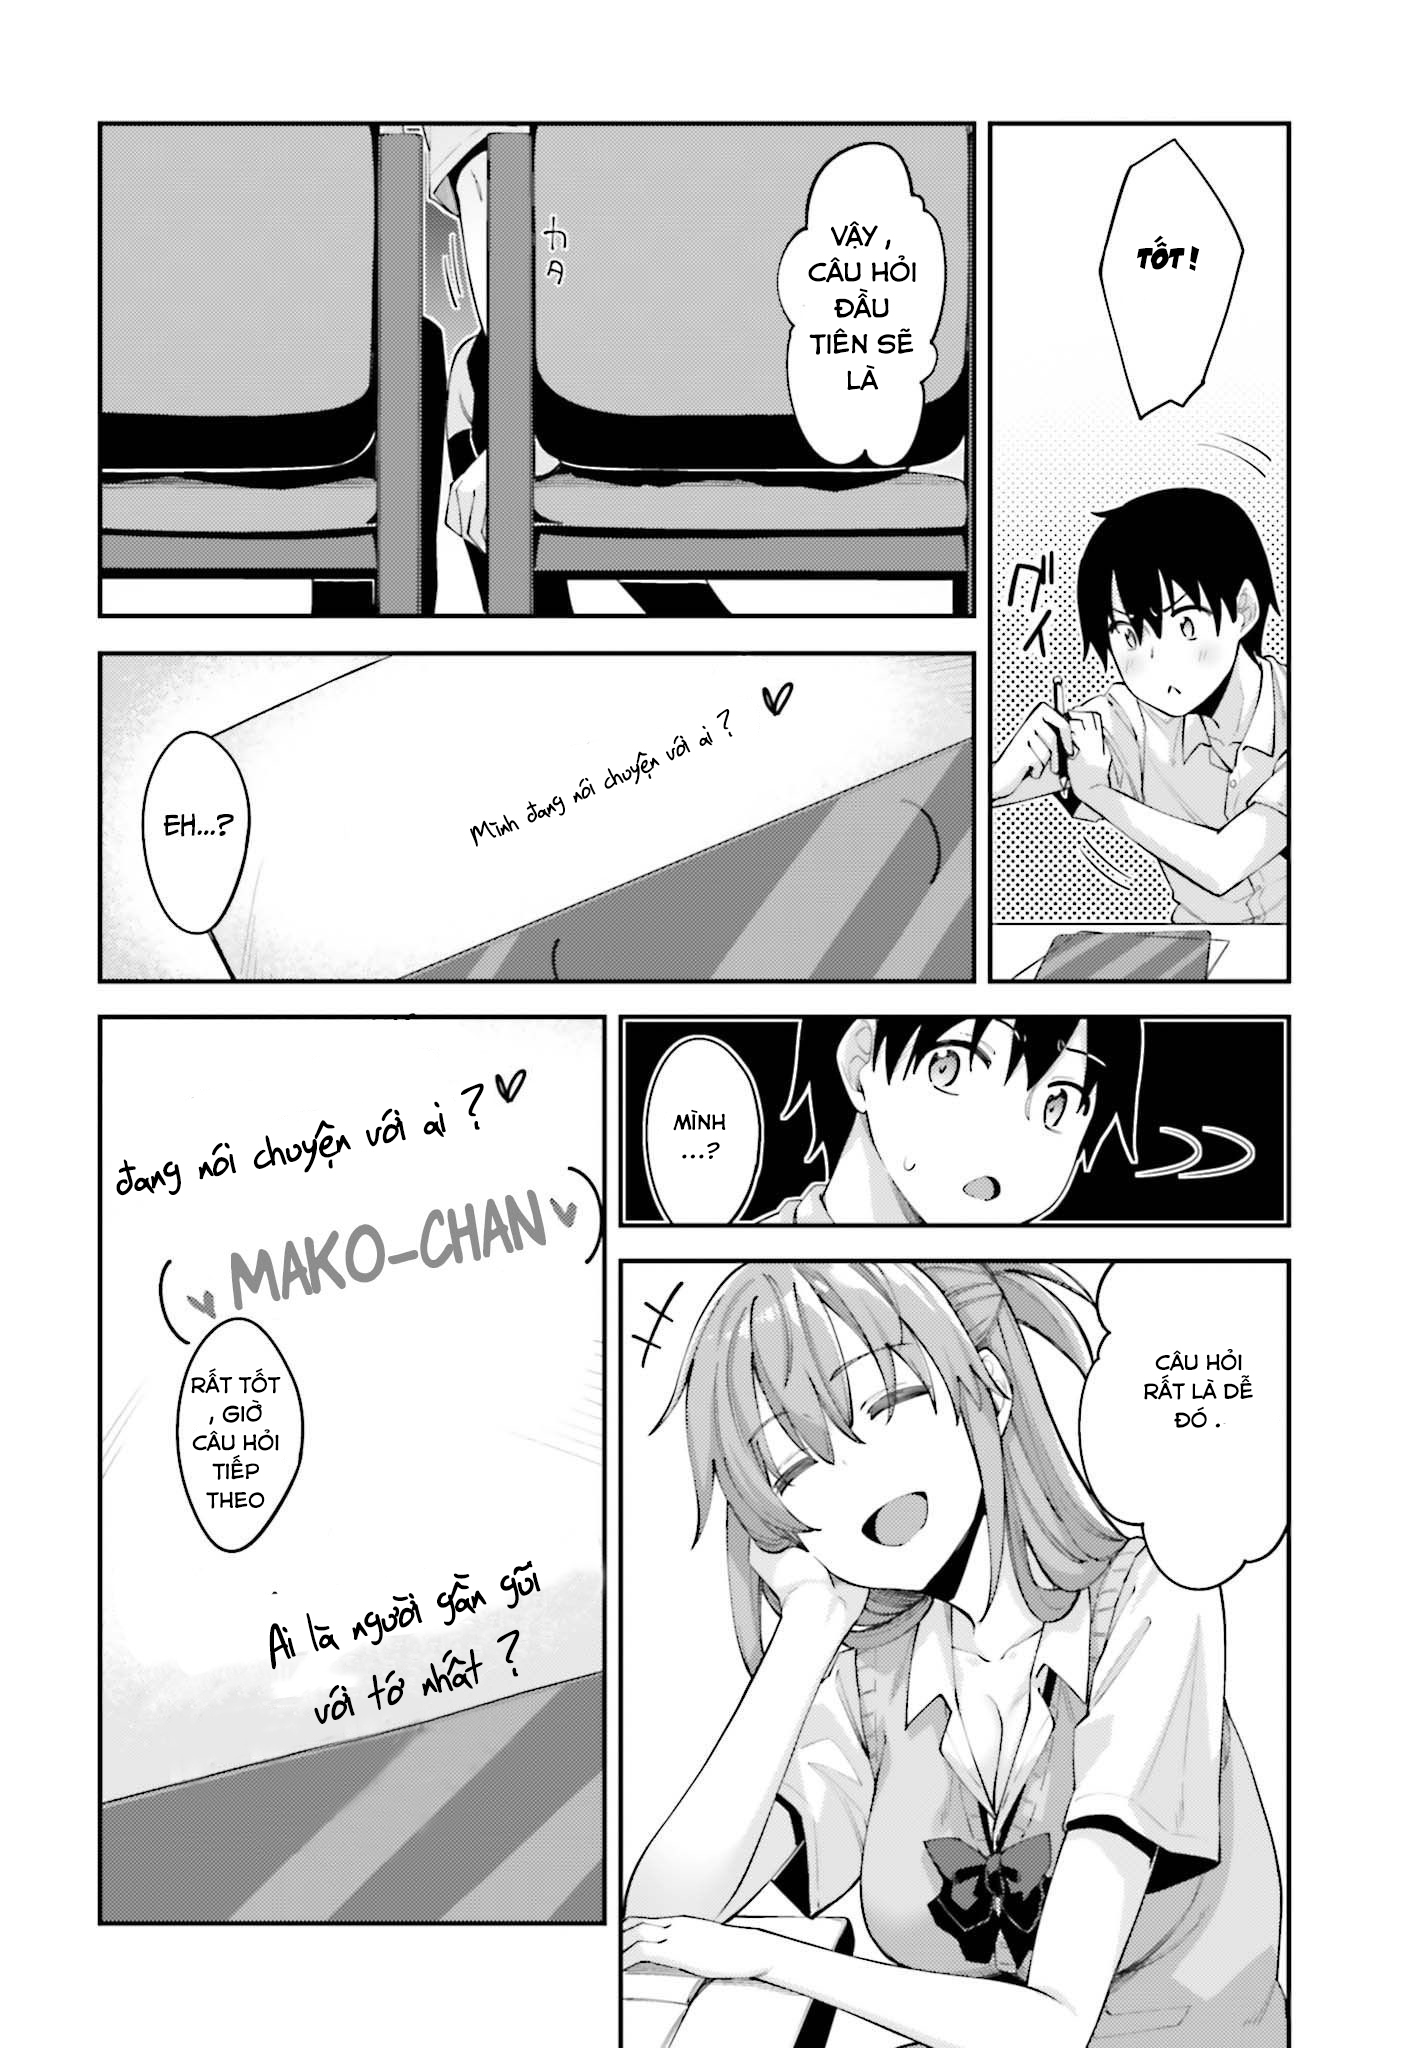 TỐT !
グイ
VẬY ,
CÂU HỎI
ĐẦU
TIÊN SẼ
LÀ
カタ
Mình đang nói chuyện với ai ?
EH...?
MÌNH
...?
CÂU HỎI
RẤT LÀ DỄ
ĐÓ .
đang nói chuyện với ai ?
MAKO-CHAN
RẤT TỐT
, GIỜ
CÂU HỎI
TIẾP
THEO
Ai là người gần gũi
với tớ nhất ?